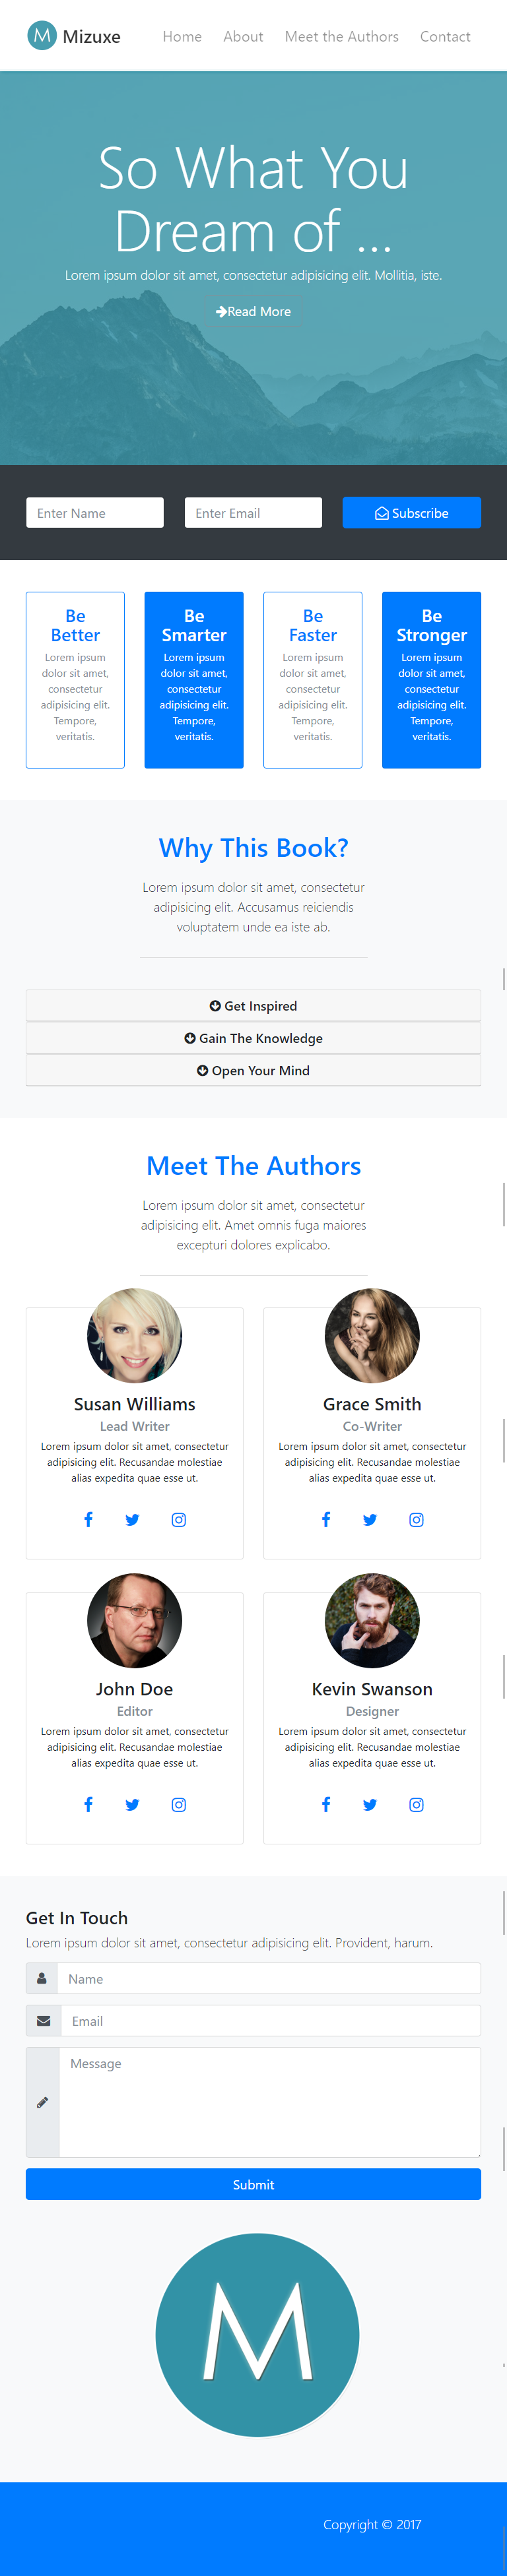 M Mizuxe Home About Meet the Authors Contact
So What You
Dream of ...
Lorem ipsum dolor sit amet, consectetur adipisicing elit. Mollitia, iste.
Read More
Enter Name Enter Email Subscribe
Be
Better
Lorem ipsum
dolor sit amet,
consectetur
adipisicing elit.
Tempore,
veritatis.
Be
Smarter
Lorem ipsum
dolor sit amet,
consectetur
adipisicing elit.
Tempore,
veritatis.
Be
Faster
Lorem ipsum
dolor sit amet,
consectetur
adipisicing elit.
Tempore,
veritatis.
Be
Stronger
Lorem ipsum
dolor sit amet,
consectetur
adipisicing elit.
Tempore,
veritatis.
Why This Book?
Lorem ipsum dolor sit amet, consectetur
adipisicing elit. Accusamus reiciendis
voluptatem unde ea iste ab.
Get Inspired
Gain The Knowledge
Open Your Mind
Meet The Authors
Lorem ipsum dolor sit amet, consectetur
adipisicing elit. Amet omnis fuga maiores
excepturi dolores explicabo.
Susan Williams
Lead Writer
Lorem ipsum dolor sit amet, consectetur
adipisicing elit. Recusandae molestiae
alias expedita quae esse ut.
Grace Smith
Co-Writer
Lorem ipsum dolor sit amet, consectetur
adipisicing elit. Recusandae molestiae
alias expedita quae esse ut.
John Doe
Editor
Lorem ipsum dolor sit amet, consectetur
adipisicing elit. Recusandae molestiae
alias expedita quae esse ut.
Kevin Swanson
Designer
Lorem ipsum dolor sit amet, consectetur
adipisicing elit. Recusandae molestiae
alias expedita quae esse ut.
Get In Touch
Lorem ipsum dolor sit amet, consectetur adipisicing elit. Provident, harum.
Name
Email
Message
Submit
M
Copyright © 2017